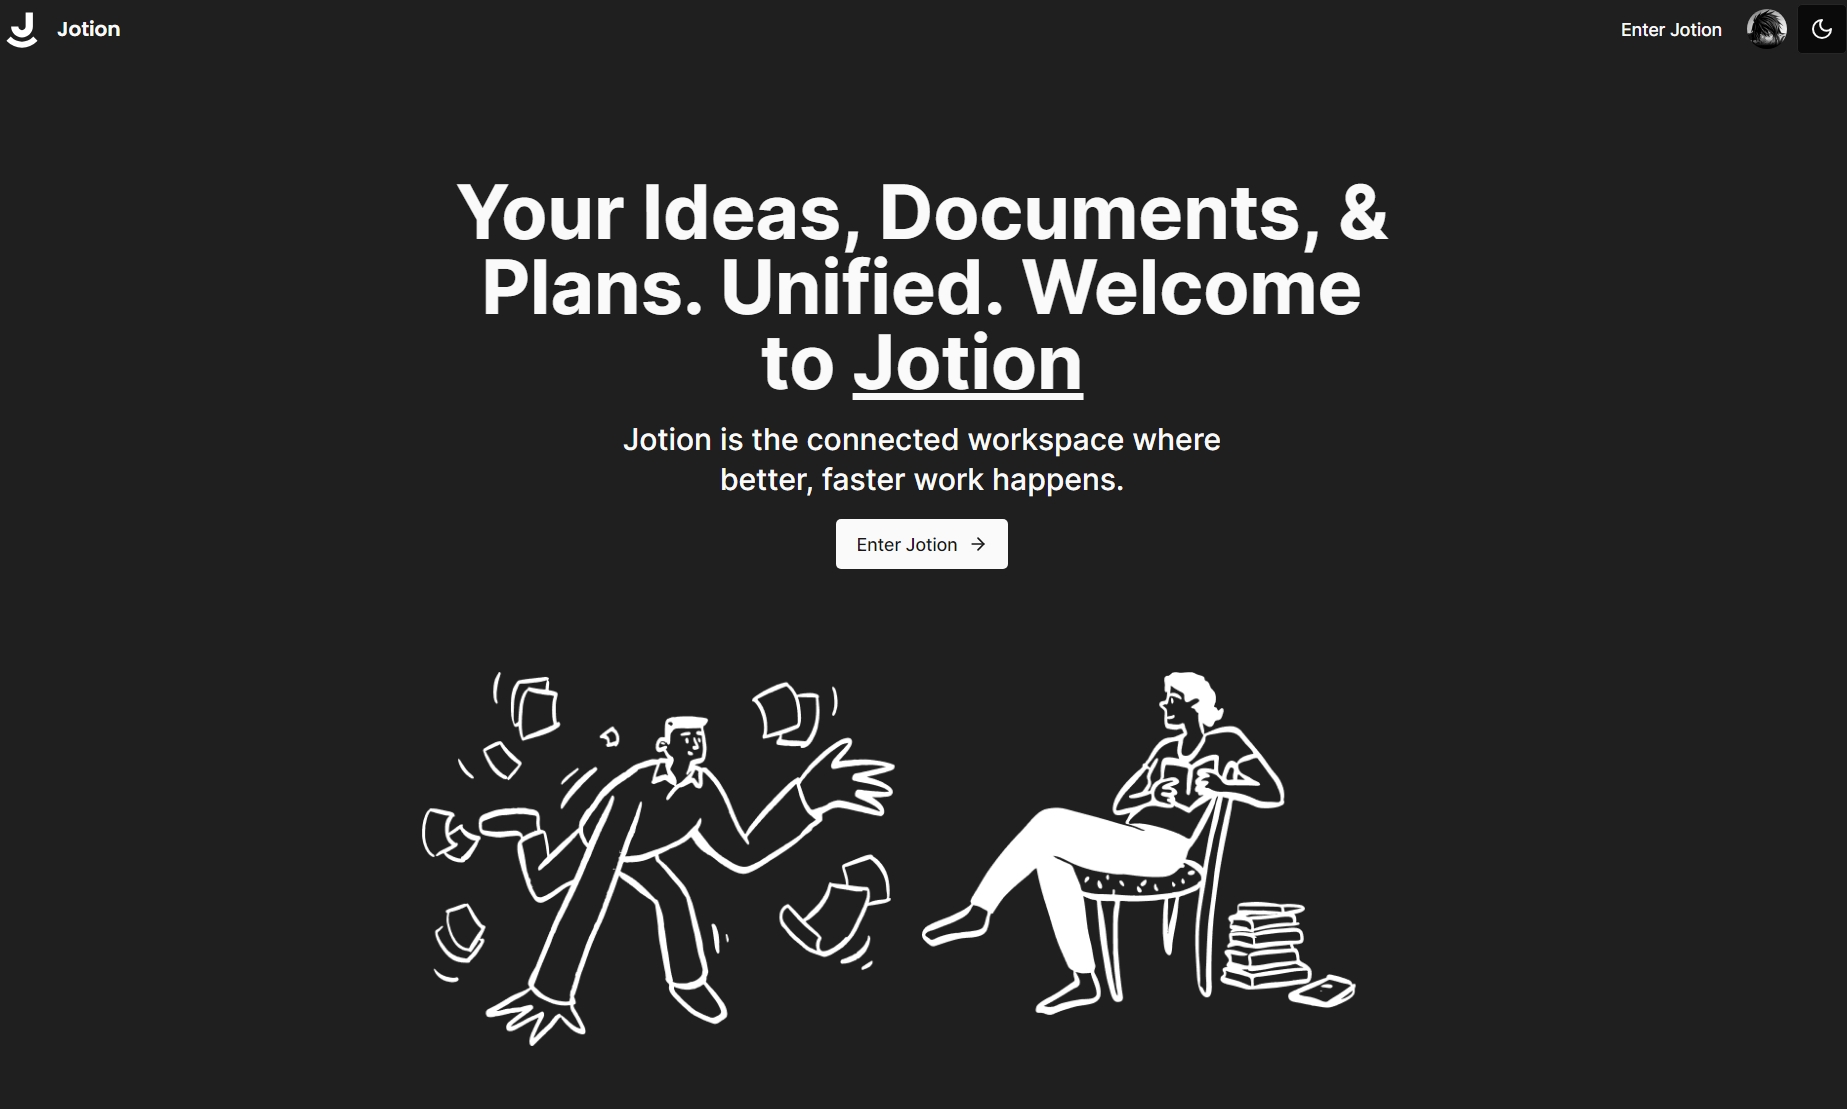 Jotion
Enter Jotion
Your Ideas, Documents, &
Plans. Unified. Welcome
to Jotion
Jotion is the connected workspace where
better, faster work happens.
Enter Jotion